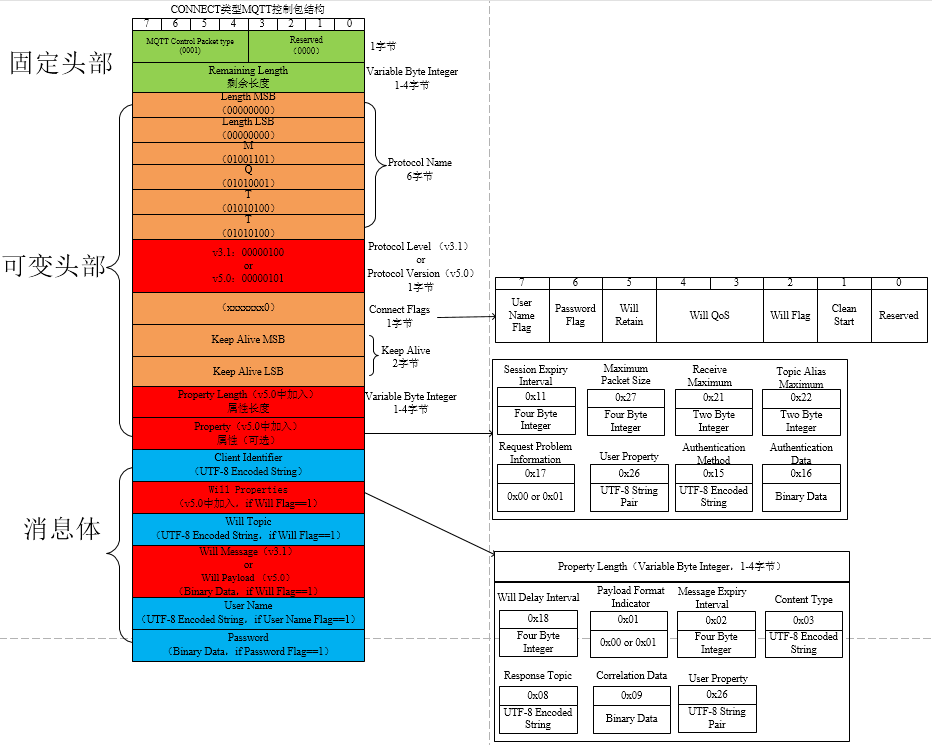 CONNECT类型MQTT控制包结构
7 6 5 4 3 2 1 0
固定头部
MQTT Control Packet type
(0001)
Reserved
(0000)
1字节
Remaining Length
剩余长度
Variable Byte Integer
1-4字节
可变头部
Length MSB
(00000000)
Length LSB
(00000000)
M
(01001101)
Q
(01010001)
T
(01010100)
T
(01010100)
Protocol Name
6字节
v3.1：00000100
or
v5.0：00000101
Protocol Level （v3.1）
or
Protocol Version（v5.0）
1字节
(xxxxxxx0)
Connect Flags
1字节
Keep Alive MSB
Keep Alive LSB
Keep Alive
2字节
Property Length（v5.0中加入）
属性长度
Variable Byte Integer
1-4字节
Property（v5.0中加入）
属性（可选）
消息体
Client Identifier
(UTF-8 Encoded String)
Will Properties
（v5.0中加入，if Will Flag==1）
Will Topic
(UTF-8 Encoded String，if Will Flag==1)
Will Message（v3.1）
or
Will Payload （v5.0）
(Binary Data，if Will Flag==1)
User Name
(UTF-8 Encoded String，if User Name Flag==1)
Password
(Binary Data，if Password Flag==1)
7 6 5 4 3 2 1 0
User
Name
Flag
Password
Flag
Will
Retain
Will QoS
Will Flag
Clean
Start
Reserved
Session Expiry
Interval
0x11
Four Byte
Integer
Maximum
Packet Size
0x27
Four Byte
Integer
Receive
Maximum
0x21
Two Byte
Integer
Topic Alias
Maximum
0x22
Two Byte
Integer
Request Problem
Information
0x17
0x00 or 0x01
User Property
0x26
UTF-8 String
Pair
Authentication
Method
0x15
UTF-8 Encoded
String
Authentication
Data
0x16
Binary Data
Property Length（Variable Byte Integer，1-4字节）
Will Delay Interval
0x18
Four Byte
Integer
Payload Format
Indicator
0x01
0x00 or 0x01
Message Expiry
Interval
0x02
Four Byte
Integer
Content Type
0x03
UTF-8 Encoded
String
Response Topic
0x08
UTF-8 Encoded
String
Correlation Data
0x09
Binary Data
User Property
0x26
UTF-8 String
Pair